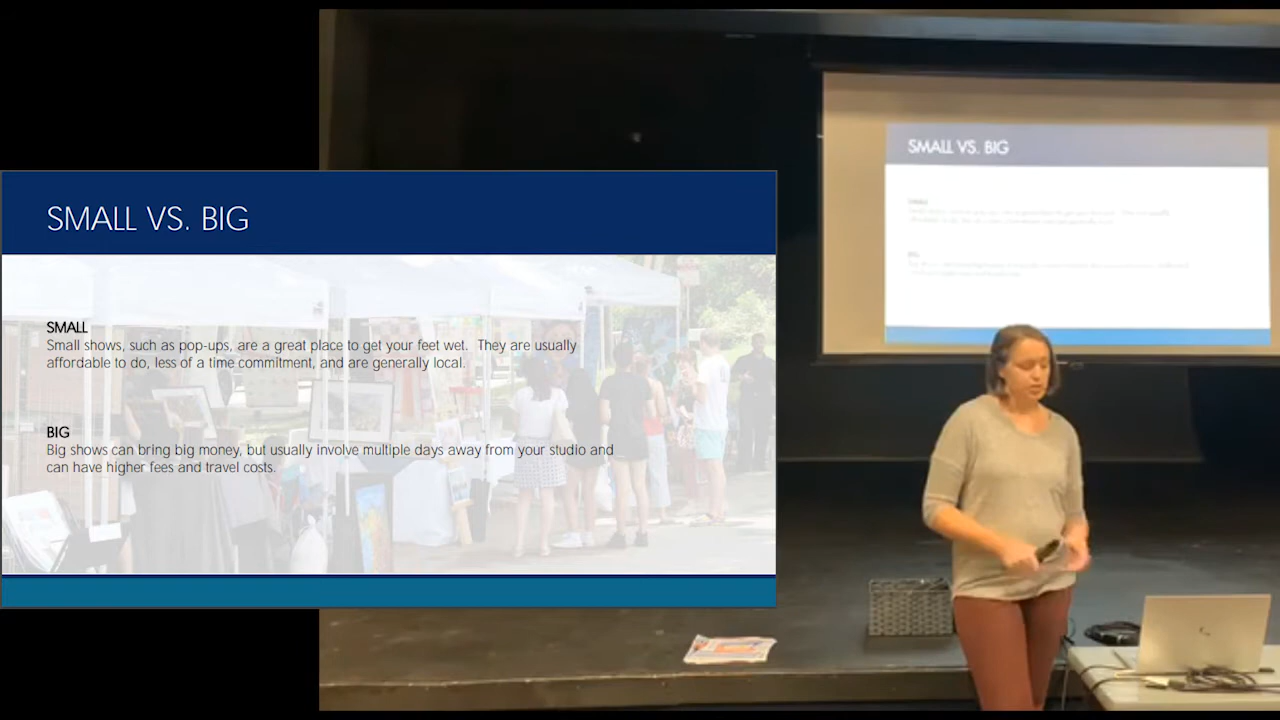 SMALL VS. BIG
SMALL
Small shows, such as pop-ups, are a great place to get your feet wet.  They are usually
affordable to do, less of a time commitment, and are generally local.
BIG
Big shows can bring big money, but usually involve multiple days away from your studio and
can have higher fees and travel costs.
SMALL VS. BIG